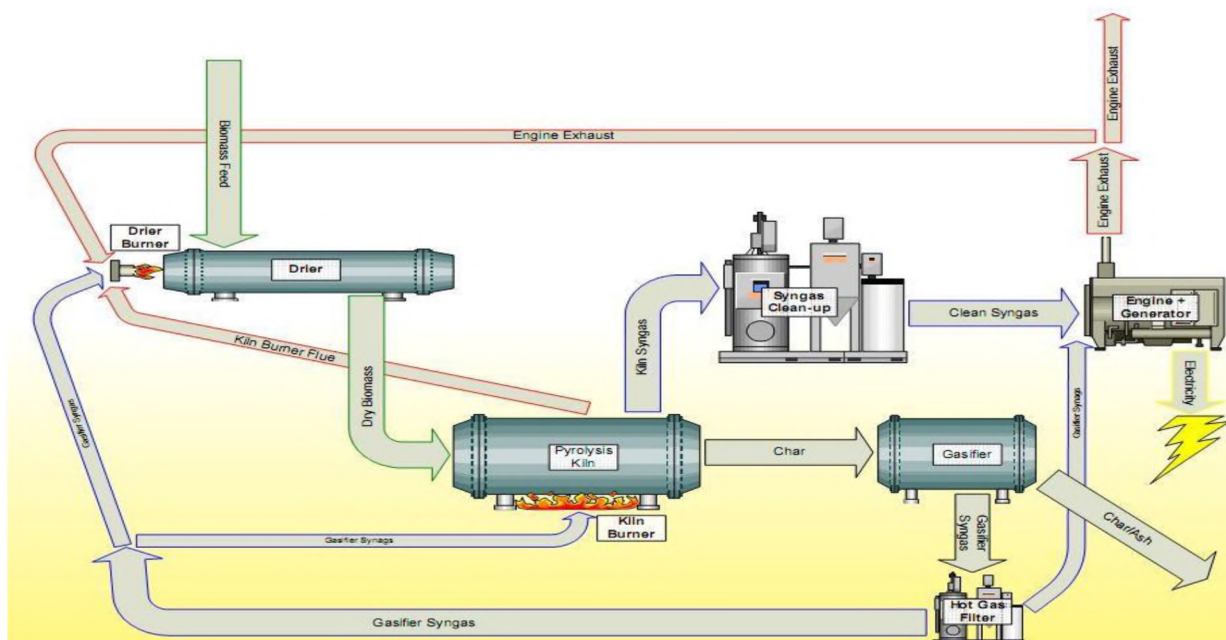 Engine Exhaust
Engine Exhaust
Biomass Feed
Engine Exhaust
Drier
Burner
Drier
Syngas
Clean-up
Clean Syngas
Engine +
Generator
Kiln Burner Flue
Kiln Syngas
Electricity
Dry Biomass
Gasifier Syngas
Gasifier Synags
Pyrolysis
Kiln
Char
Gasifier
Kiln
Burner
Gasifier
Syngas
Char/Ash
Gasifier Synags
Hot Gas
Filter
Gasifier Syngas